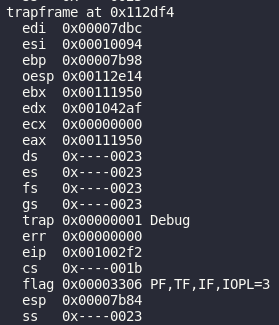 trapframe at 0x112df4
edi 0x00007dbc
esi 0x00010094
ebp 0x00007b98
oesp 0x00112e14
ebx 0x00111950
edx 0x001042af
ecx 0x00000000
eax 0x00111950
ds 0x----0023
es 0x----0023
fs 0x----0023
gs 0x----0023
trap 0x00000001 Debug
err 0x00000000
eip 0x001002f2
cs 0x----001b
flag 0x00003306 PF,TF,IF,IOPL=3
esp 0x00007b84
ss 0x----0023